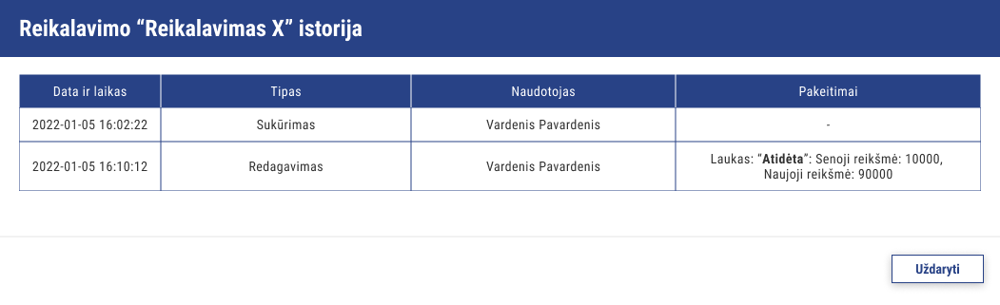 Reikalavimo “Reikalavimas X” istorija
Data ir laikas Tipas Naudotojas Pakeitimai
2022-01-05 16:02:22 Sukūrimas Vardenis Pavardenis -
2022-01-05 16:10:12 Redagavimas Vardenis Pavardenis Laukas: “Atidėta”: Senoji reikšmė: 10000,
Naujoji reikšmė: 90000
Uždaryti